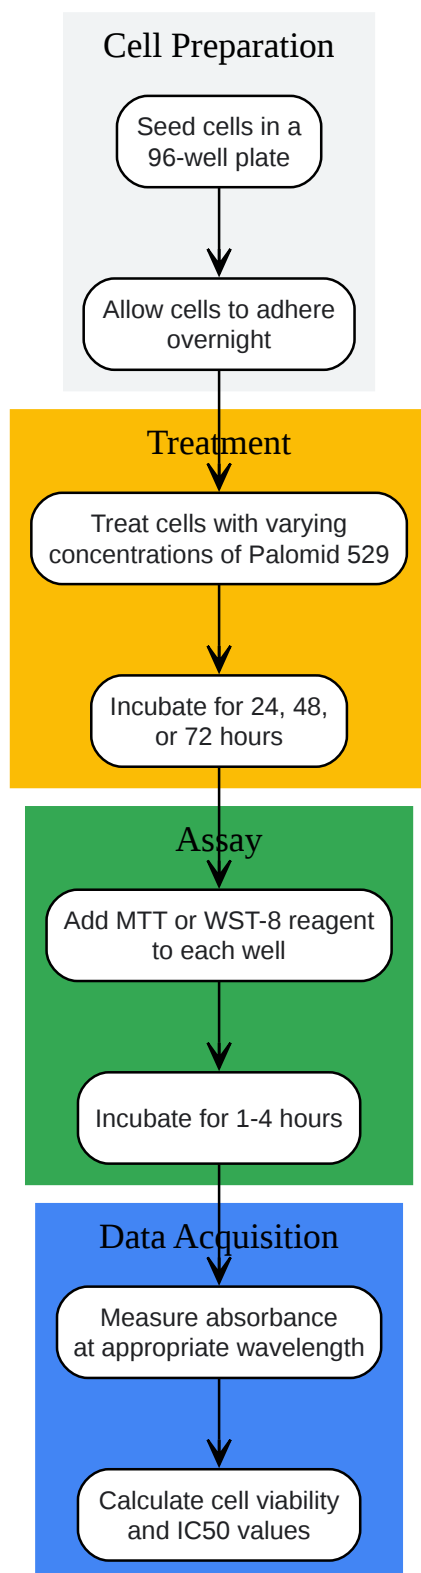 Cell Preparation
Seed cells in a
96-well plate
Allow cells to adhere
overnight
Treatment
Treat cells with varying
concentrations of Palomid 529
Incubate for 24, 48,
or 72 hours
Assay
Add MTT or WST-8 reagent
to each well
Incubate for 1-4 hours
Data Acquisition
Measure absorbance
at appropriate wavelength
Calculate cell viability
and IC50 values